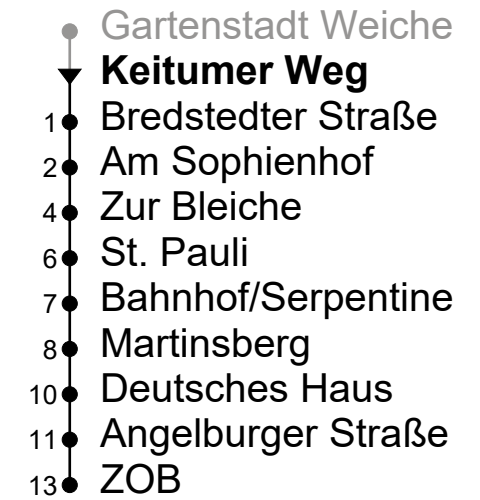 Gartenstadt Weiche
Keitumer Weg
1 Bredstedter Straße
2 Am Sophienhof
4 Zur Bleiche
6 St. Pauli
7 Bahnhof/Serpentine
8 Martinsberg
10 Deutsches Haus
11 Angelburger Straße
13 ZOB